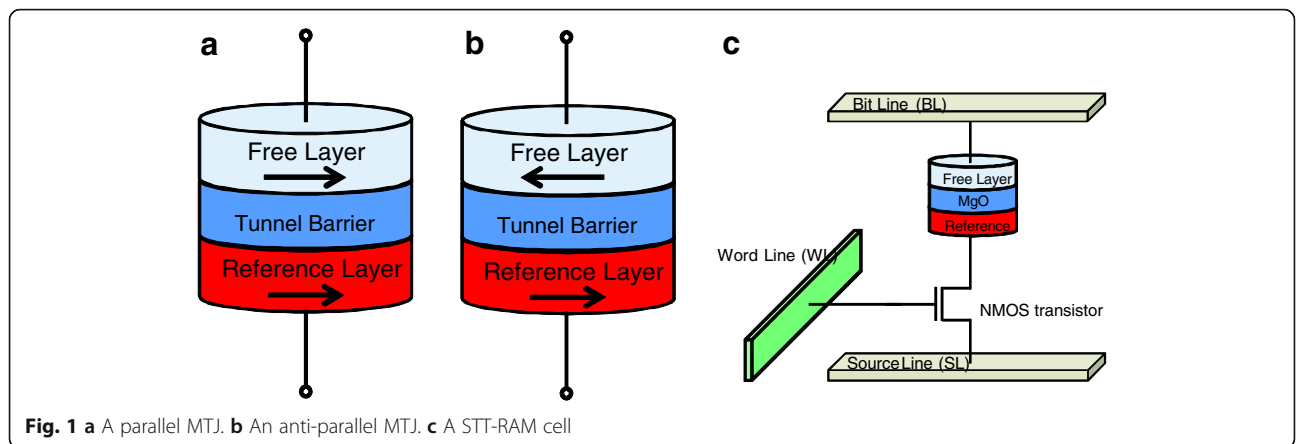 a
Free Layer
Tunnel Barrier
Reference Layer
b
Free Layer
Tunnel Barrier
Reference Layer
c
Bit Line (BL)
Free Layer
MgO
Reference
Word Line (WL)
NMOS transistor
Source Line (SL)
Fig. 1 a A parallel MTJ. b An anti-parallel MTJ. c A STT-RAM cell